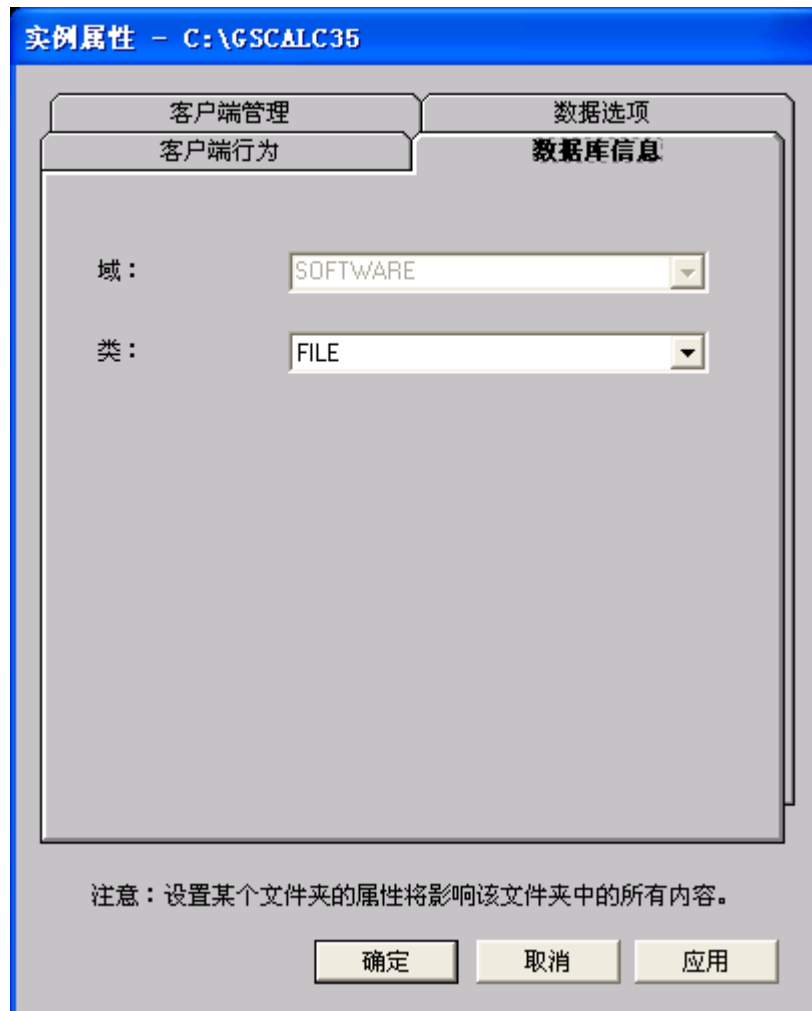 实例属性 - C:\GSCALC35
客户端管理 数据选项
客户端行为 数据库信息
域： SOFTWARE
类： FILE
注意：设置某个文件夹的属性将影响该文件夹中的所有内容。
确定 取消 应用